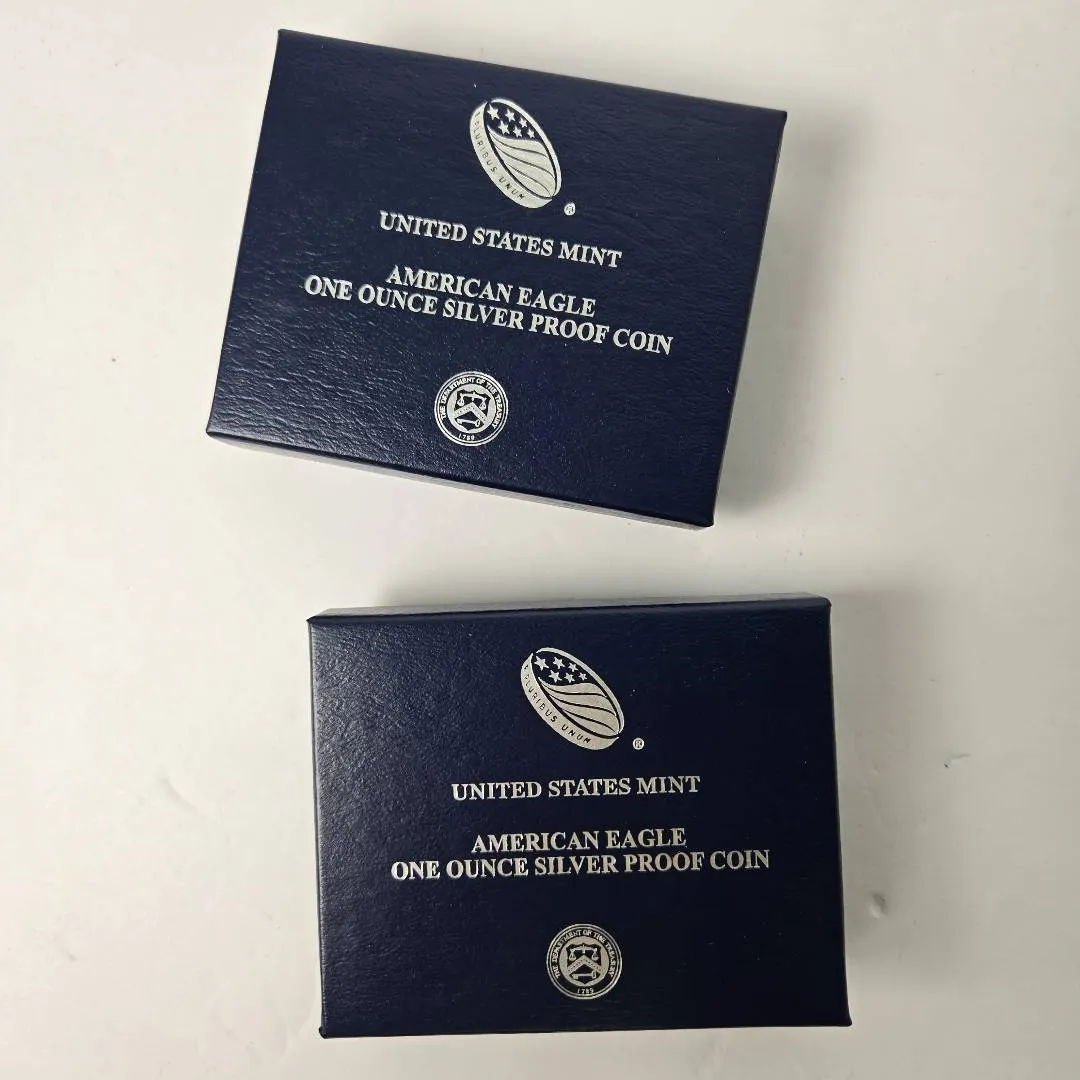 E PLURIBUS UNUM
®
UNITED STATES MINT
AMERICAN EAGLE
ONE OUNCE SILVER PROOF COIN
THE DEPARTMENT OF THE TREASURY
1789
E PLURIBUS UNUM
®
UNITED STATES MINT
AMERICAN EAGLE
ONE OUNCE SILVER PROOF COIN
THE DEPARTMENT OF THE TREASURY
1789